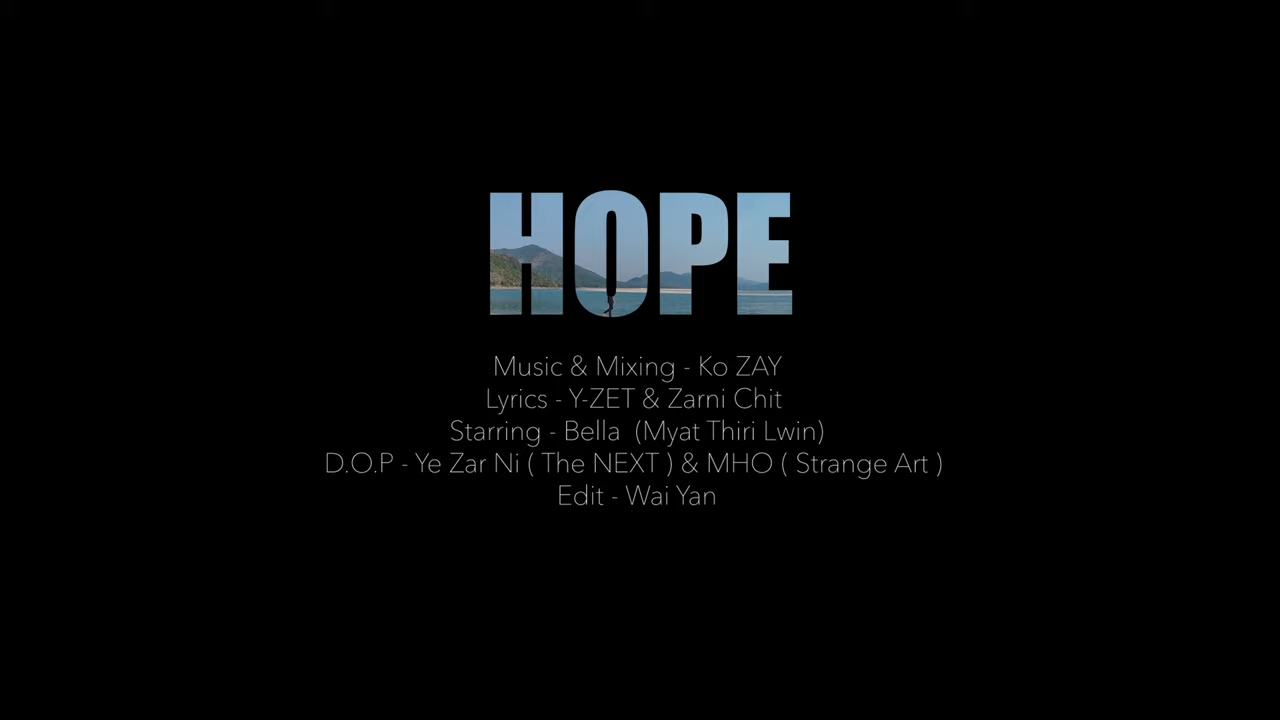 HOPE
Music & Mixing - Ko ZAY
Lyrics - Y-ZET & Zarni Chit
Starring - Bella (Myat Thiri Lwin)
D.O.P - Ye Zar Ni ( The NEXT ) & MHO ( Strange Art )
Edit - Wai Yan